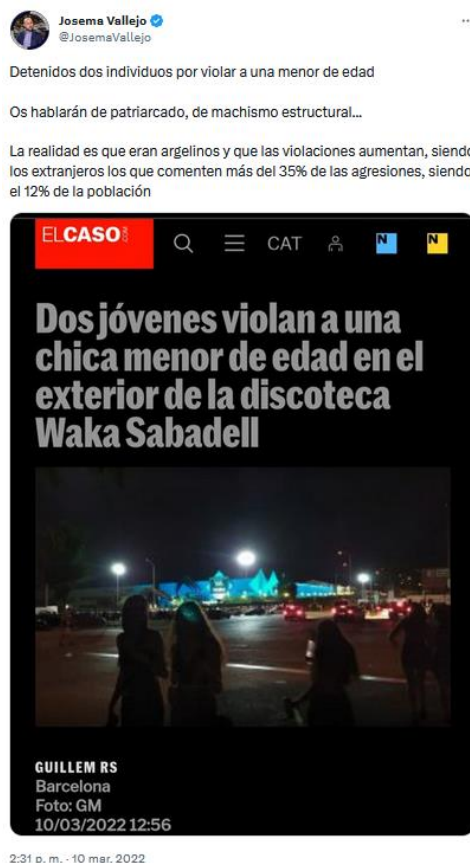 Josema Vallejo
@JosemaVallejo
Detenidos dos individuos por violar a una menor de edad
Os hablarán de patriarcado, de machismo estructural...
La realidad es que eran argelinos y que las violaciones aumentan, siendo
los extranjeros los que comenten más del 35% de las agresiones, siendo
el 12% de la población
ELCASO.COM
CAT
N
N
Dos jóvenes violan a una
chica menor de edad en el
exterior de la discoteca
Waka Sabadell
GUILLEM RS
Barcelona
Foto: GM
10/03/2022 12:56
2:31 p. m. · 10 mar. 2022